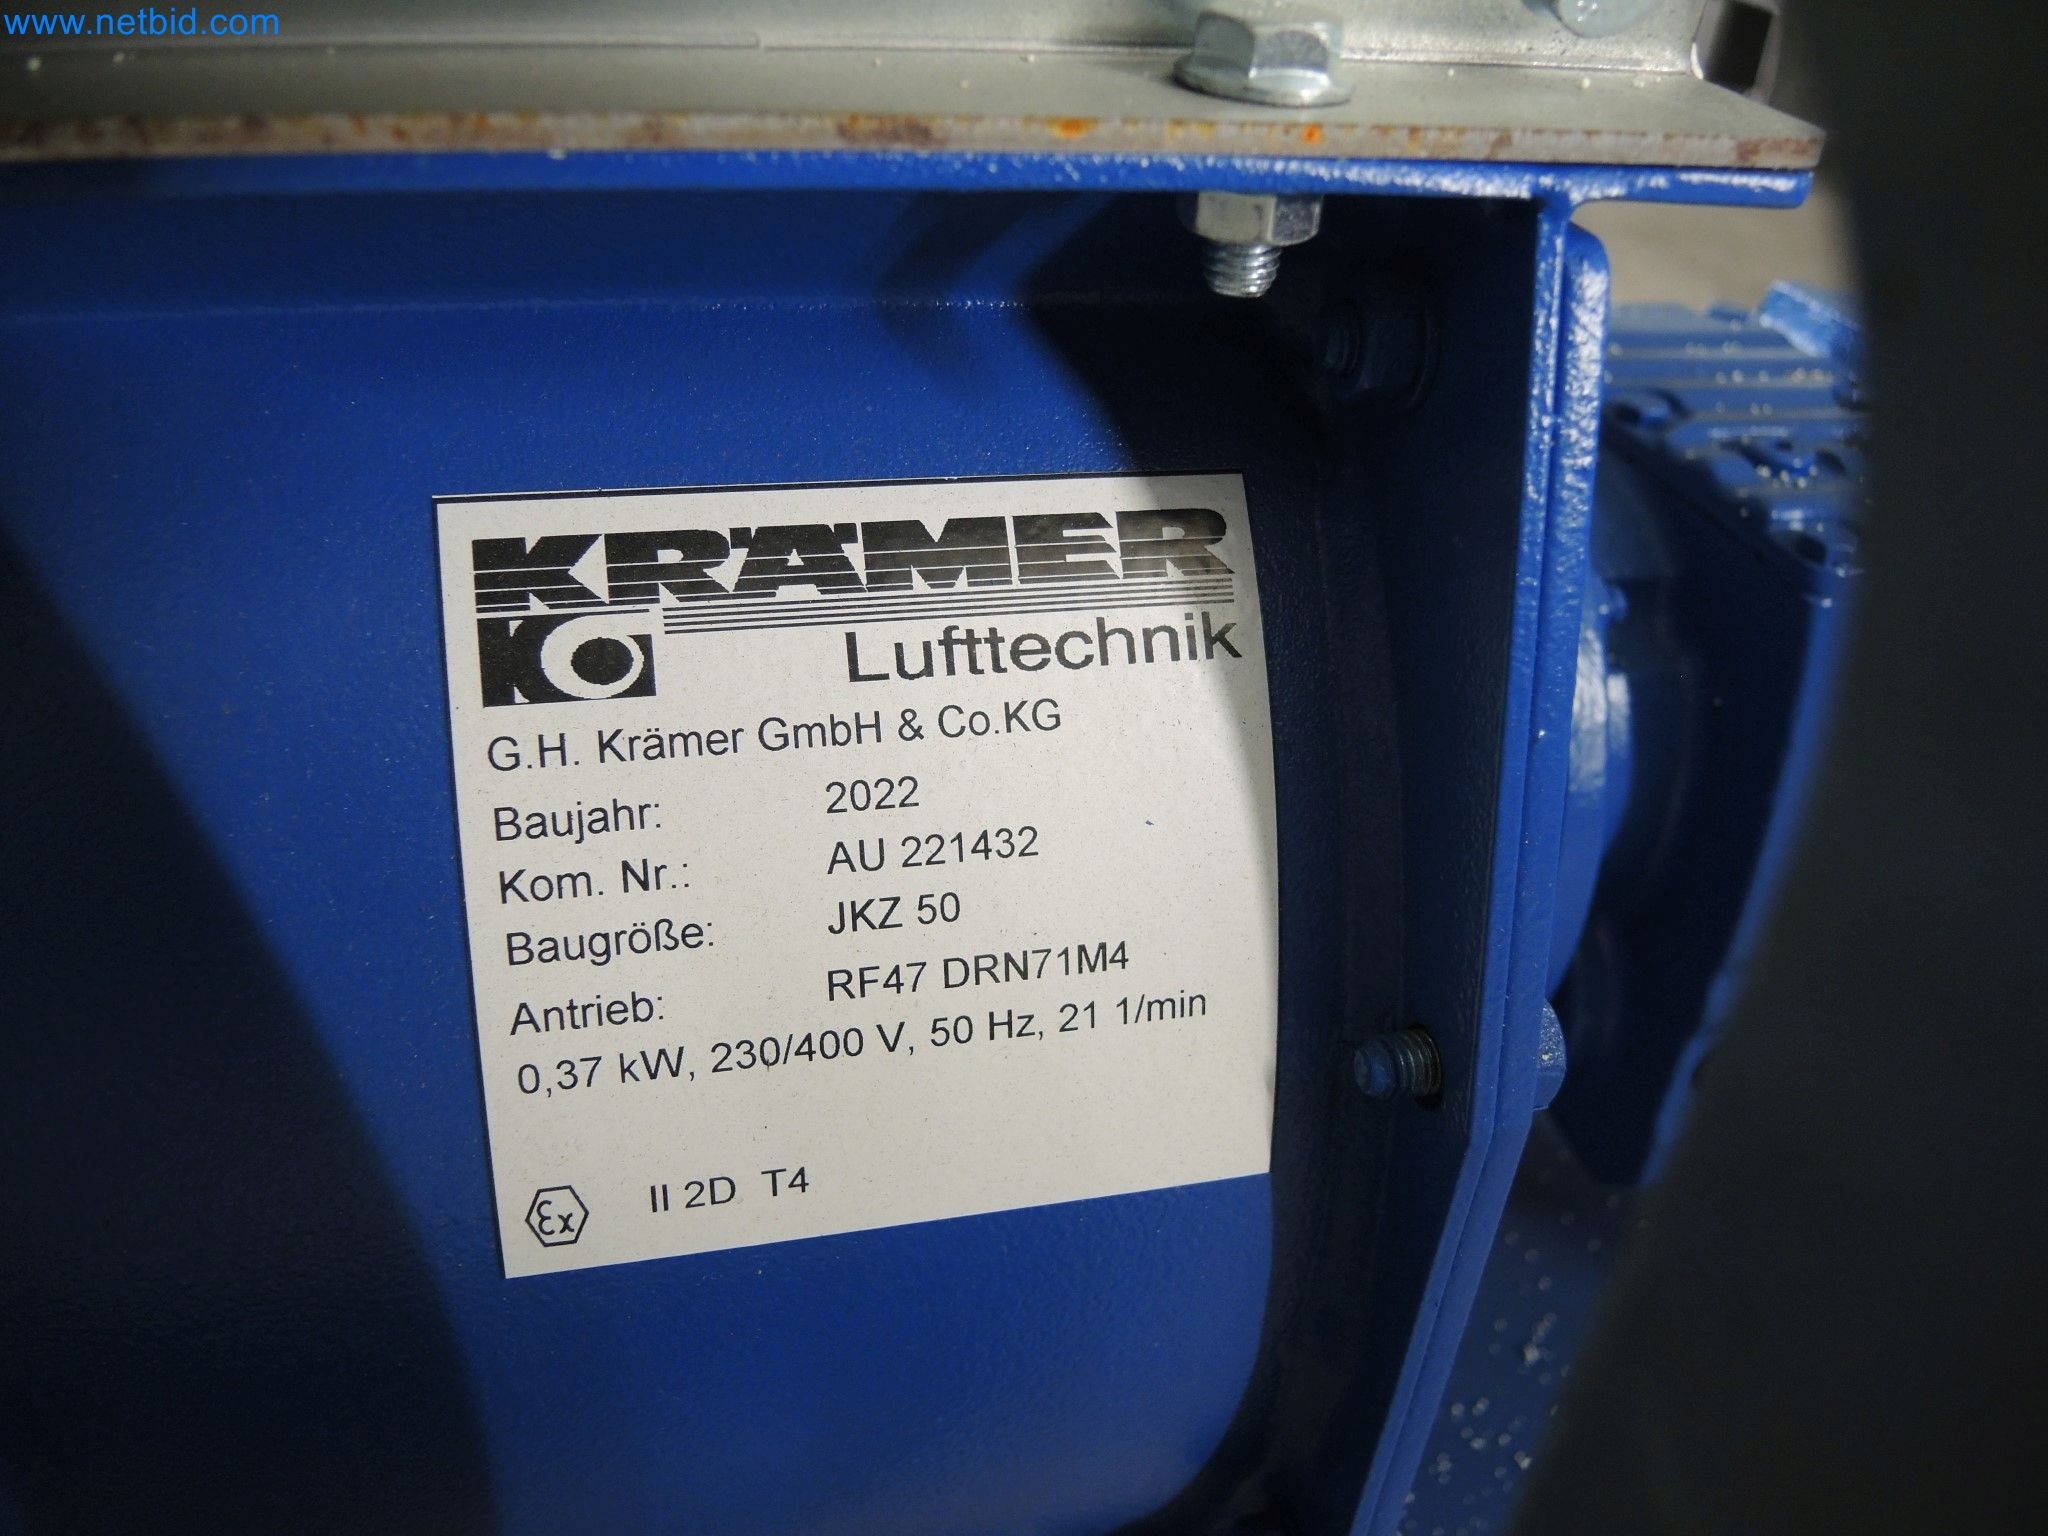 www.netbid.com
KRÄMER
Lufttechnik
G.H. Krämer GmbH & Co.KG
Baujahr: 2022
Kom. Nr.: AU 221432
Baugröße: JKZ 50
Antrieb: RF47 DRN71M4
0,37 kW, 230/400 V, 50 Hz, 21 1/min
Ex II 2D T4